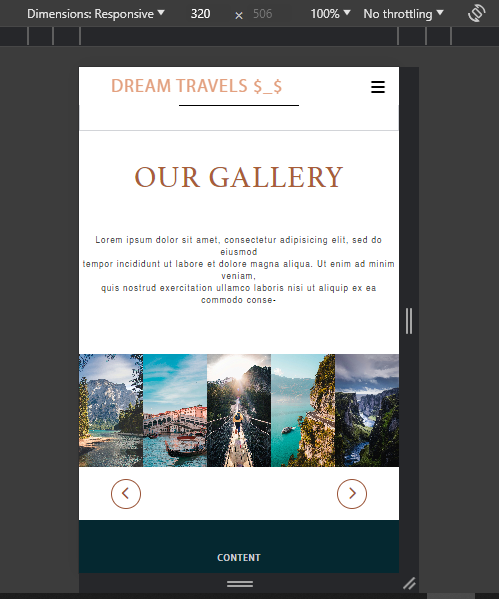 Dimensions: Responsive 320 × 506 100% No throttling
DREAM TRAVELS $_$
OUR GALLERY
Lorem ipsum dolor sit amet, consectetur adipisicing elit, sed do
eiusmod
tempor incididunt ut labore et dolore magna aliqua. Ut enim ad minim
veniam,
quis nostrud exercitation ullamco laboris nisi ut aliquip ex ea
commodo conse-
CONTENT